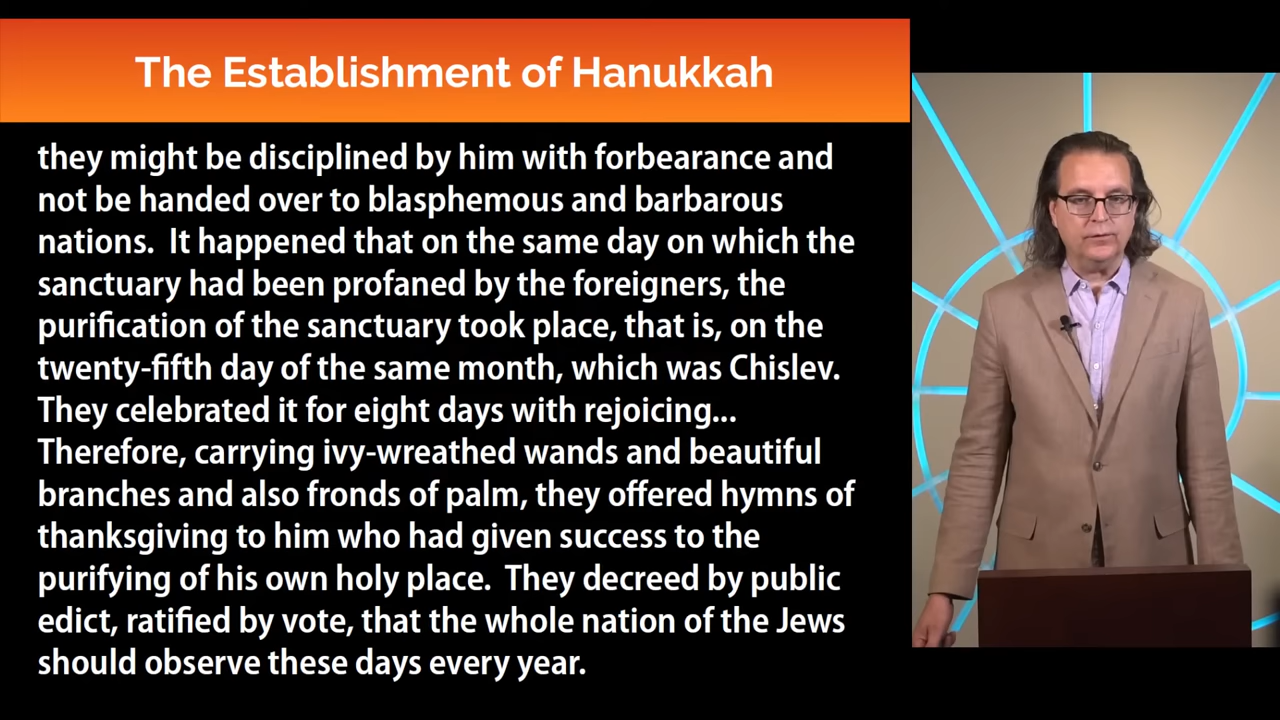 The Establishment of Hanukkah
they might be disciplined by him with forbearance and
not be handed over to blasphemous and barbarous
nations.  It happened that on the same day on which the
sanctuary had been profaned by the foreigners, the
purification of the sanctuary took place, that is, on the
twenty-fifth day of the same month, which was Chislev.
They celebrated it for eight days with rejoicing...
Therefore, carrying ivy-wreathed wands and beautiful
branches and also fronds of palm, they offered hymns of
thanksgiving to him who had given success to the
purifying of his own holy place.  They decreed by public
edict, ratified by vote, that the whole nation of the Jews
should observe these days every year.